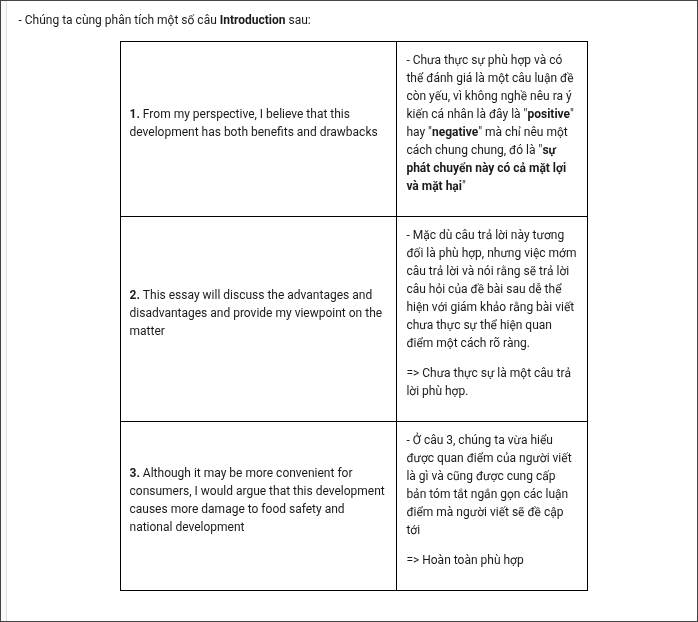 - Chúng ta cùng phân tích một số câu Introduction sau:
1. From my perspective, I believe that this
development has both benefits and drawbacks
- Chưa thực sự phù hợp và có
thể đánh giá là một câu luận đề
còn yếu, vì không nghề nêu ra ý
kiến cá nhân là đây là "positive"
hay "negative" mà chỉ nêu một
cách chung chung, đó là "sự
phát chuyển này có cả mặt lợi
và mặt hại"
2. This essay will discuss the advantages and
disadvantages and provide my viewpoint on the
matter
- Mặc dù câu trả lời này tương
đối là phù hợp, nhưng việc mớm
câu trả lời và nói rằng sẽ trả lời
câu hỏi của đề bài sau dễ thể
hiện với giám khảo rằng bài viết
chưa thực sự thể hiện quan
điểm một cách rõ ràng.
=> Chưa thực sự là một câu trả
lời phù hợp.
3. Although it may be more convenient for
consumers, I would argue that this development
causes more damage to food safety and
national development
- Ở câu 3, chúng ta vừa hiểu
được quan điểm của người viết
là gì và cũng được cung cấp
bản tóm tắt ngắn gọn các luận
điểm mà người viết sẽ đề cập
tới
=> Hoàn toàn phù hợp